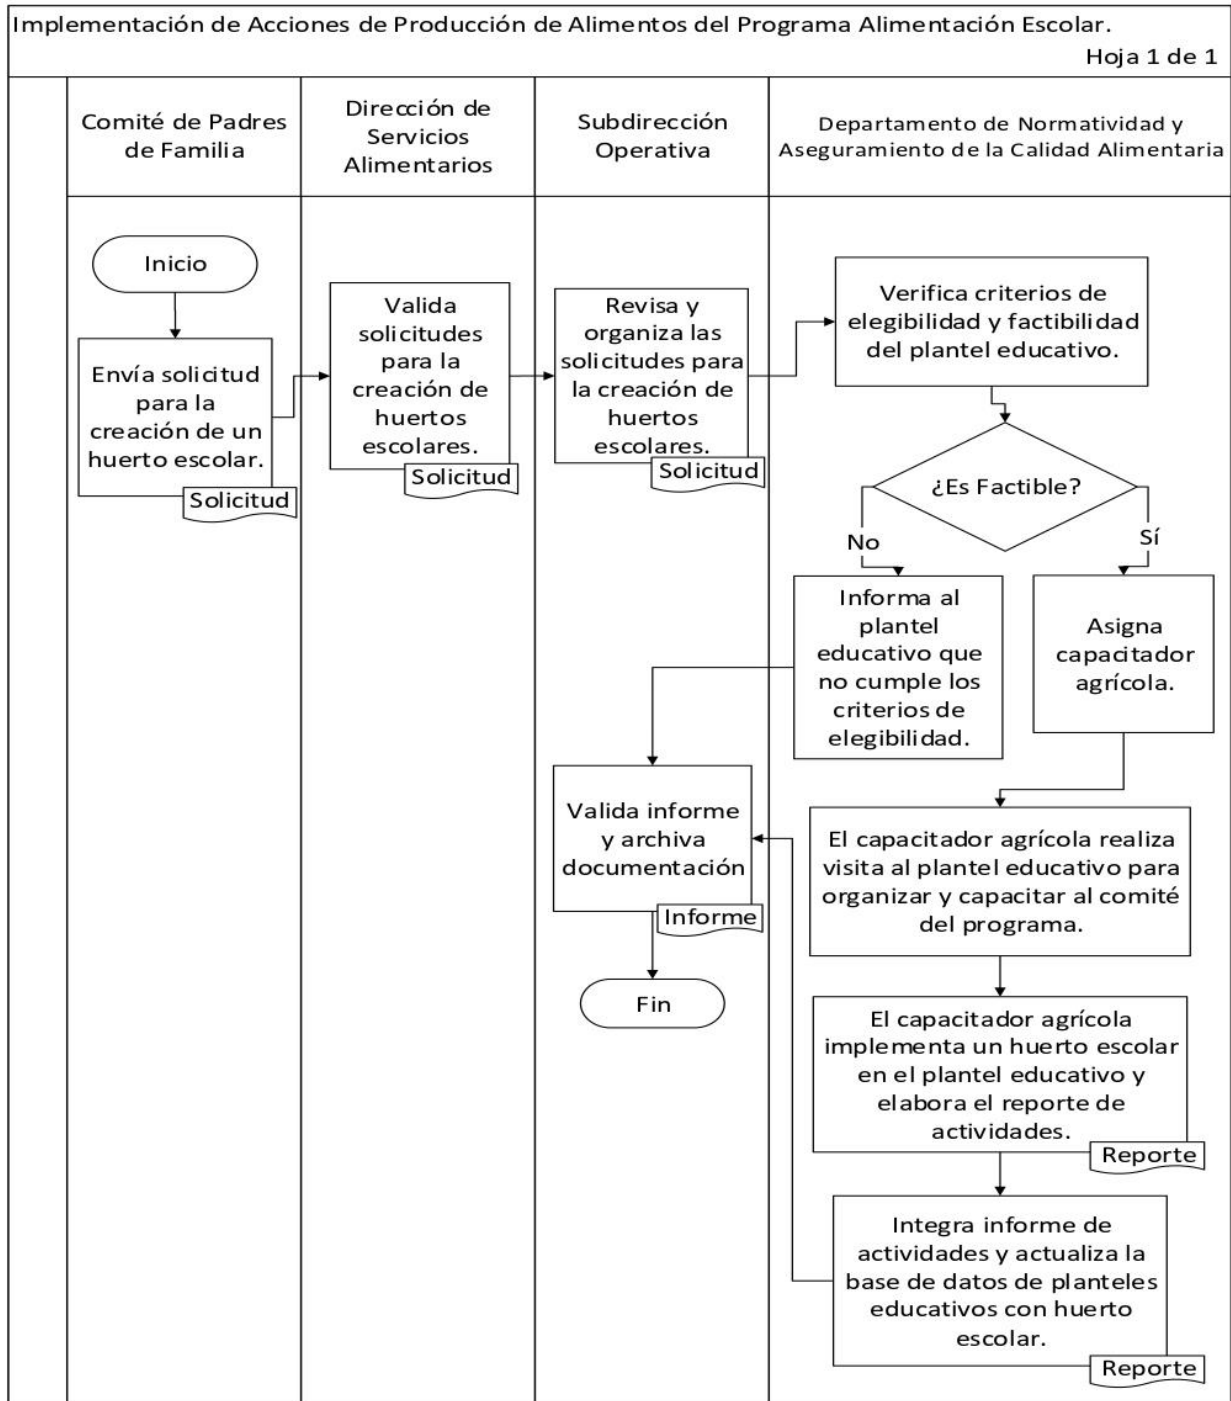 Implementación de Acciones de Producción de Alimentos del Programa Alimentación Escolar.
Hoja 1 de 1
Comité de Padres
de Familia
Dirección de
Servicios
Alimentarios
Subdirección
Operativa
Departamento de Normatividad y
Aseguramiento de la Calidad Alimentaria
Inicio
Envía solicitud
para la
creación de un
huerto escolar.
Solicitud
Valida
solicitudes
para la
creación de
huertos
escolares.
Solicitud
Revisa y
organiza las
solicitudes para
la creación de
huertos
escolares.
Solicitud
Verifica criterios de
elegibilidad y factibilidad
del plantel educativo.
¿Es Factible?
No
Sí
Informa al
plantel
educativo que
no cumple los
criterios de
elegibilidad.
Asigna
capacitador
agrícola.
El capacitador agrícola realiza
visita al plantel educativo para
organizar y capacitar al comité
del programa.
El capacitador agrícola
implementa un huerto escolar
en el plantel educativo y
elabora el reporte de
actividades.
Reporte
Integra informe de
actividades y actualiza la
base de datos de planteles
educativos con huerto
escolar.
Reporte
Valida informe
y archiva
documentación
Informe
Fin